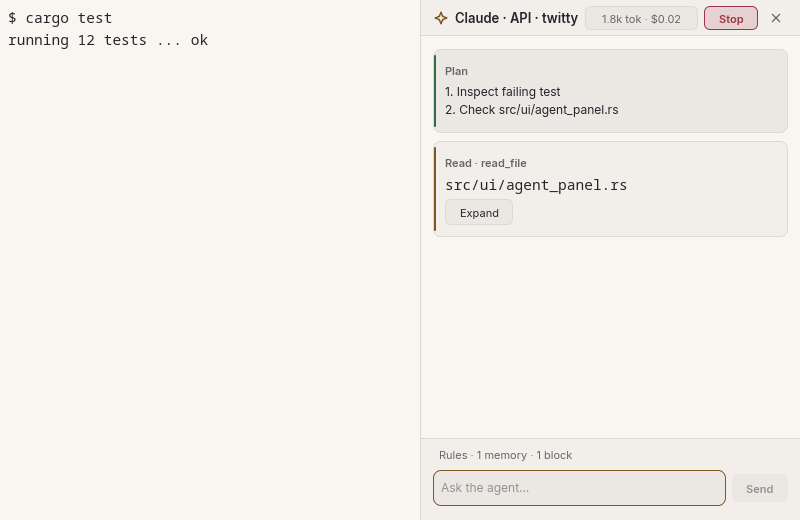 $ cargo test
running 12 tests ... ok
Claude · API · twitty
1.8k tok · $0.02
Stop
Plan
1. Inspect failing test
2. Check src/ui/agent_panel.rs
Read · read_file
src/ui/agent_panel.rs
Expand
Rules · 1 memory · 1 block
Ask the agent...
Send